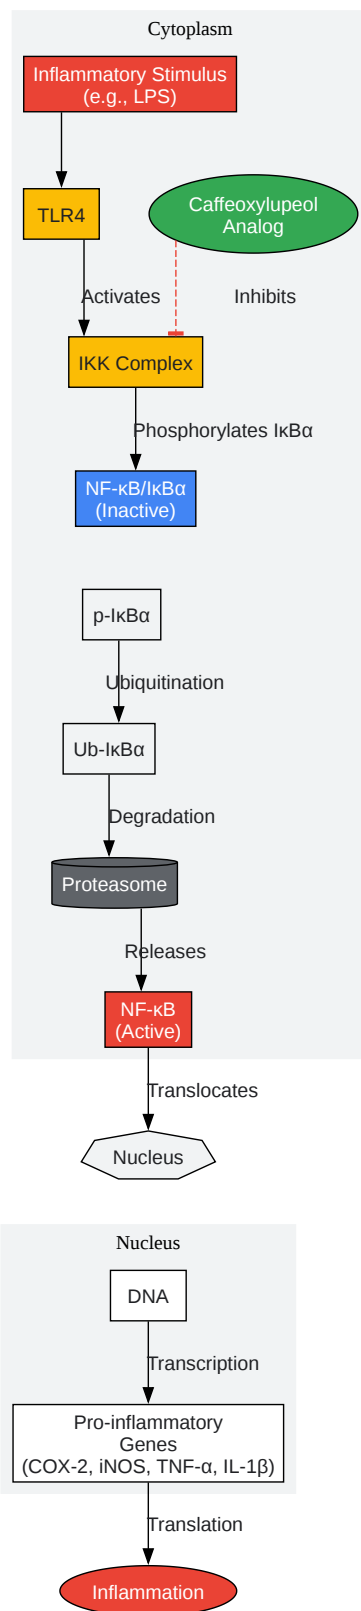 Cytoplasm
Inflammatory Stimulus
(e.g., LPS)
TLR4
Caffeoxylupeol
Analog
Activates
Inhibits
IKK Complex
Phosphorylates IκBα
NF-κB/IκBα
(Inactive)
p-IκBα
Ubiquitination
Ub-IκBα
Degradation
Proteasome
Releases
NF-κB
(Active)
Translocates
Nucleus
Nucleus
DNA
Transcription
Pro-inflammatory
Genes
(COX-2, iNOS, TNF-α, IL-1β)
Translation
Inflammation